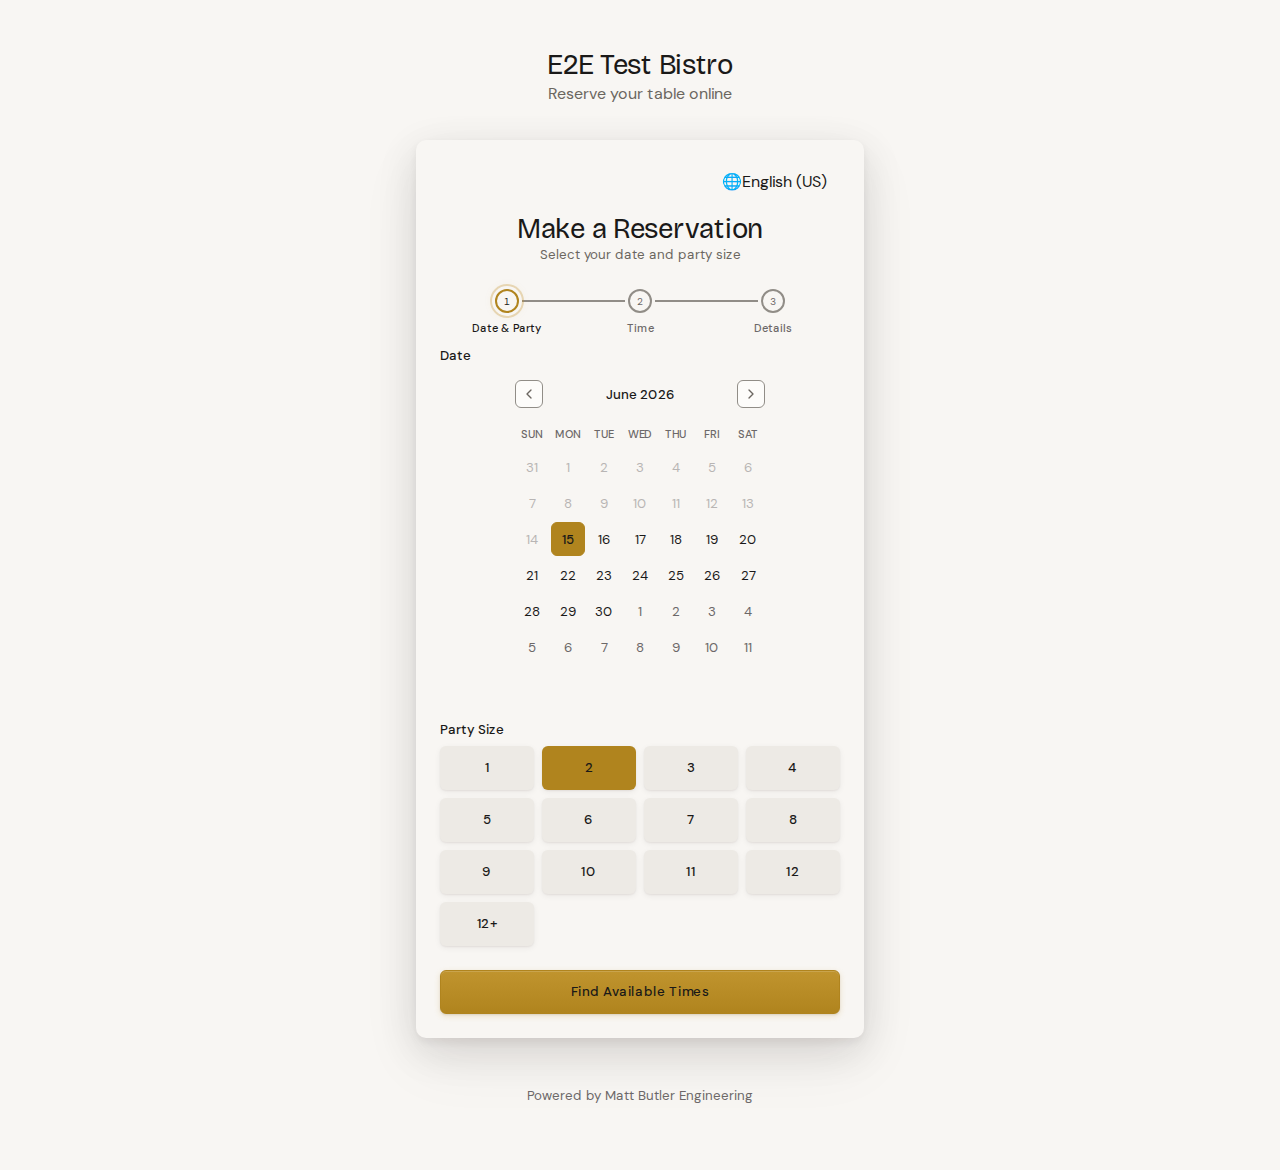 E2E Test Bistro
Reserve your table online
English (US)
Make a Reservation
Select your date and party size
1 2 3
Date & Party Time Details
Date
June 2026
SUN MON TUE WED THU FRI SAT
31 1 2 3 4 5 6
7 8 9 10 11 12 13
14 15 16 17 18 19 20
21 22 23 24 25 26 27
28 29 30 1 2 3 4
5 6 7 8 9 10 11
Party Size
1 2 3 4
5 6 7 8
9 10 11 12
12+
Find Available Times
Powered by Matt Butler Engineering